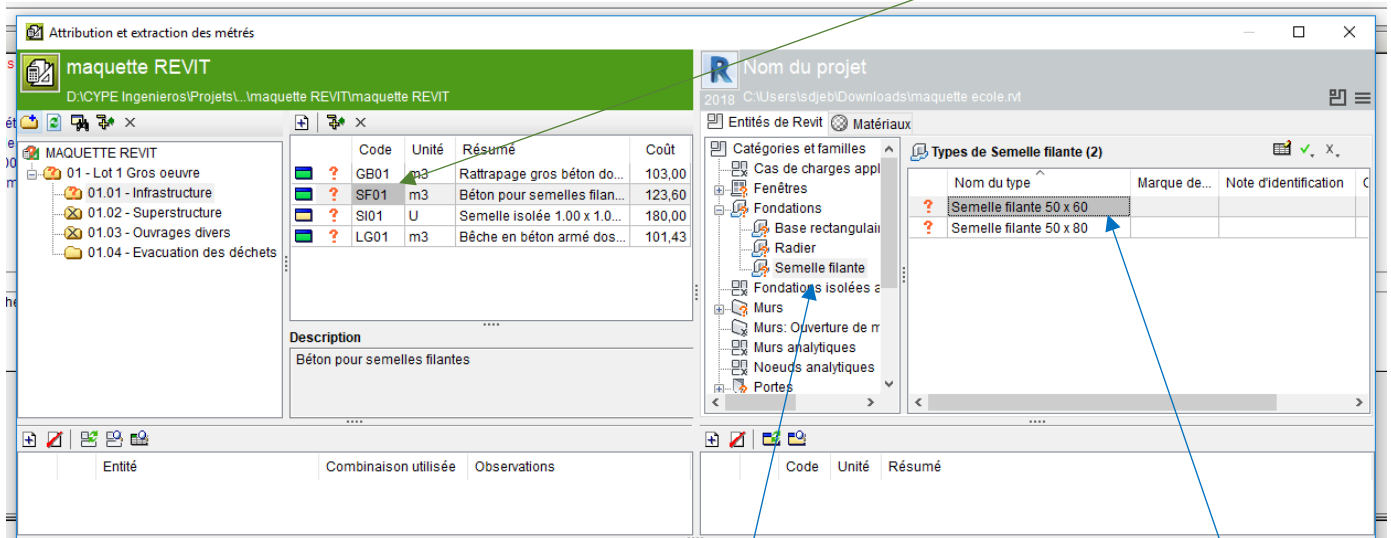 Attribution et extraction des métrés
maquette REVIT
D:\CYPE Ingenieros\Projets\...\maquette REVIT\maquette REVIT
MAQUETTE REVIT
01 - Lot 1 Gros oeuvre
01.01 - Infrastructure
01.02 - Superstructure
01.03 - Ouvrages divers
01.04 - Evacuation des déchets
Code Unité Résumé Coût
? GB01 m3 Rattrapage gros béton do... 103,00
? SF01 m3 Béton pour semelles filan... 123,60
? SI01 U Semelle isolée 1.00 x 1.0... 180,00
? LG01 m3 Bêche en béton armé dos... 101,43
Description
Béton pour semelles filantes
Entité Combinaison utilisée Observations
R Nom du projet
2018 C:\Users\sdjeb\Downloads\maquette ecole.rvt
Entités de Revit Matériaux
Catégories et familles
Cas de charges appl
Fenêtres
Fondations
Base rectangulair
Radier
Semelle filante
Fondations isolées a
Murs
Murs: Ouverture de m
Murs analytiques
Noeuds analytiques
Portes
Types de Semelle filante (2)
Nom du type Marque de... Note d'identification
? Semelle filante 50 x 60
? Semelle filante 50 x 80
Code Unité Résumé